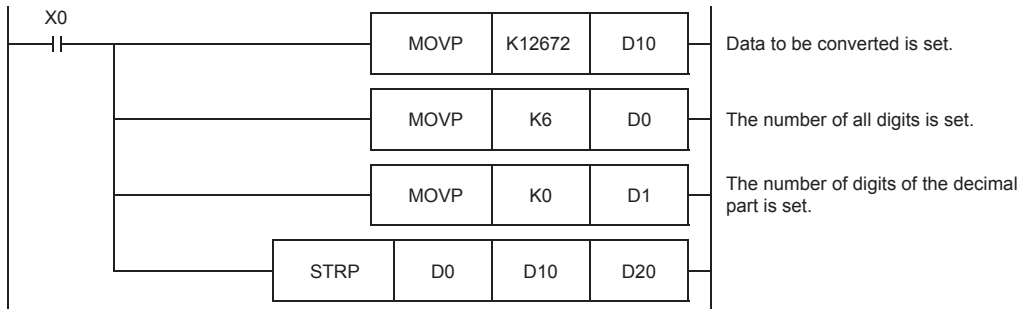 X0
MOVP K12672 D10 Data to be converted is set.
MOVP K6 D0 The number of all digits is set.
MOVP K0 D1 The number of digits of the decimal
part is set.
STRP D0 D10 D20